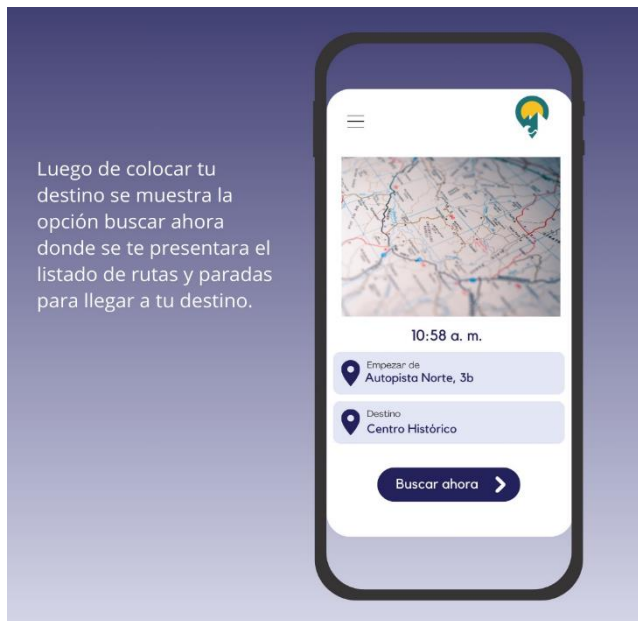 Luego de colocar tu
destino se muestra la
opción buscar ahora
donde se te presentara el
listado de rutas y paradas
para llegar a tu destino.
10:58 a. m.
Empezar de
Autopista Norte, 3b
Destino
Centro Histórico
Buscar ahora